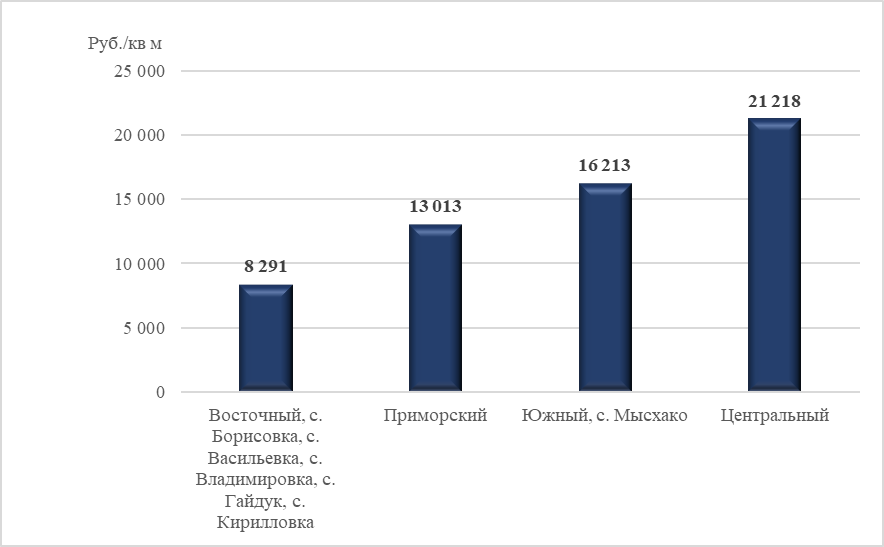 Руб./кв м
25 000
20 000
15 000
10 000
5 000
0
8 291
13 013
16 213
21 218
Восточный, с.
Борисовка, с.
Васильевка, с.
Владимировка, с.
Гайдук, с.
Кирилловка
Приморский
Южный, с. Мысхако
Центральный